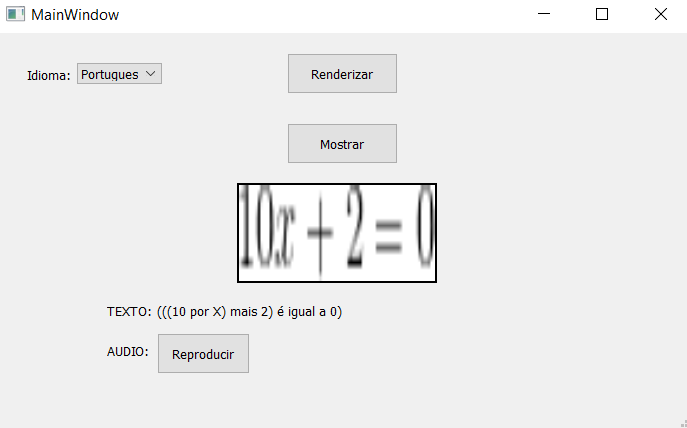 MainWindow
Idioma: Portugues
Renderizar
Mostrar
10x + 2 = 0
TEXTO: (((10 por X) mais 2) é igual a 0)
AUDIO: Reproducir